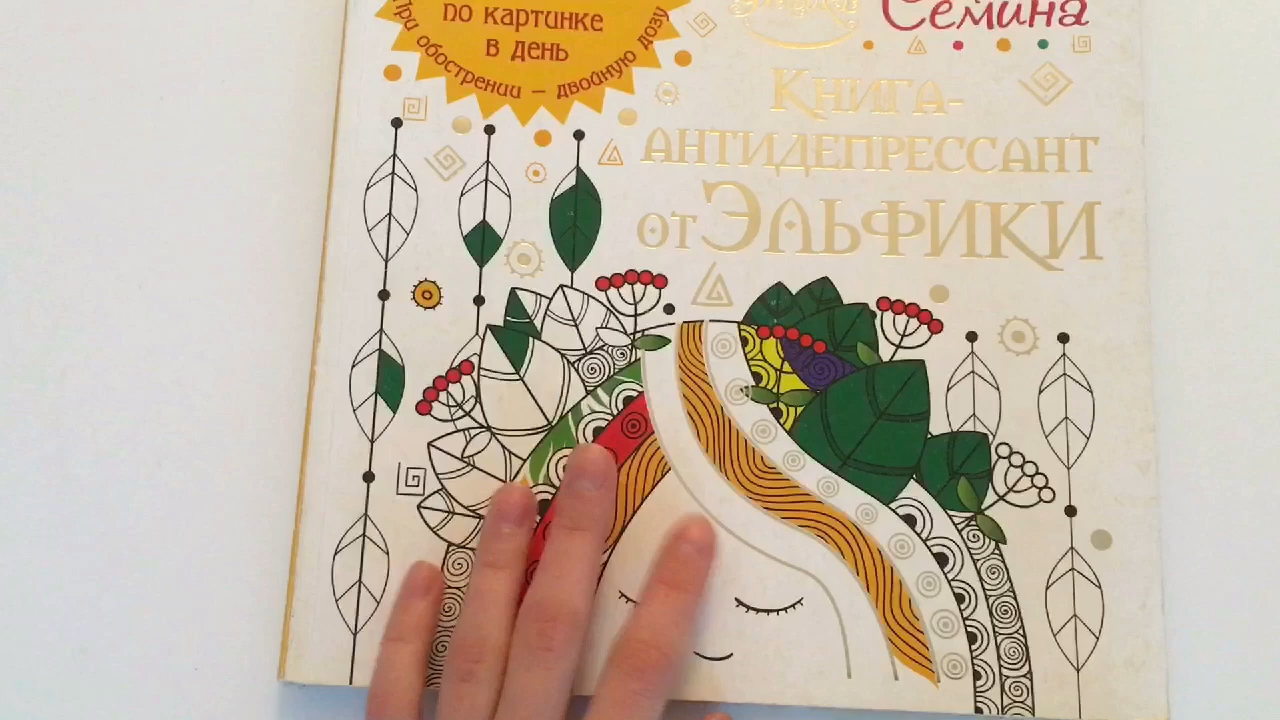 по картинке
в день
При обострении – двойную дозу
Семина
Книга-
антидепрессант
от Эльфики